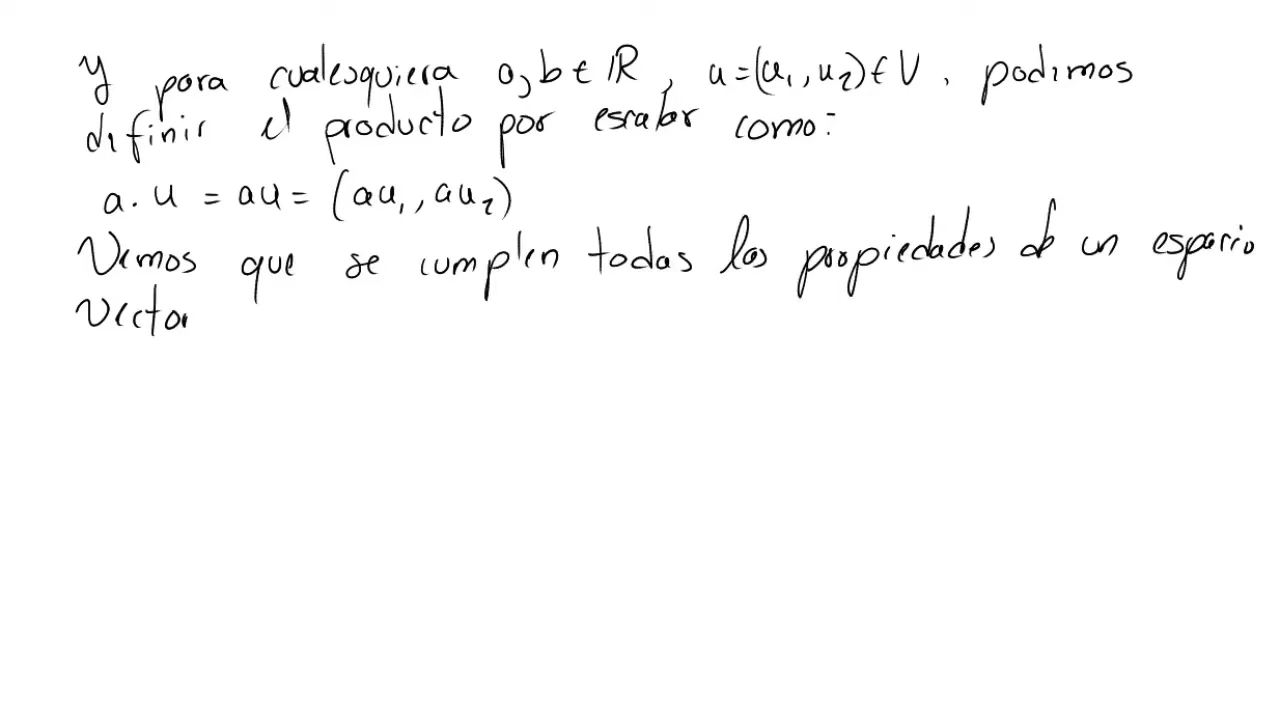 Y para cualesquiera a, b ∈ ℝ, u = (u₁, u₂) ∈ V, podemos
definir el producto por escalar como:
a · u = au = (au₁, au₂)
Vemos que se cumplen todas las propiedades de un espacio
vector